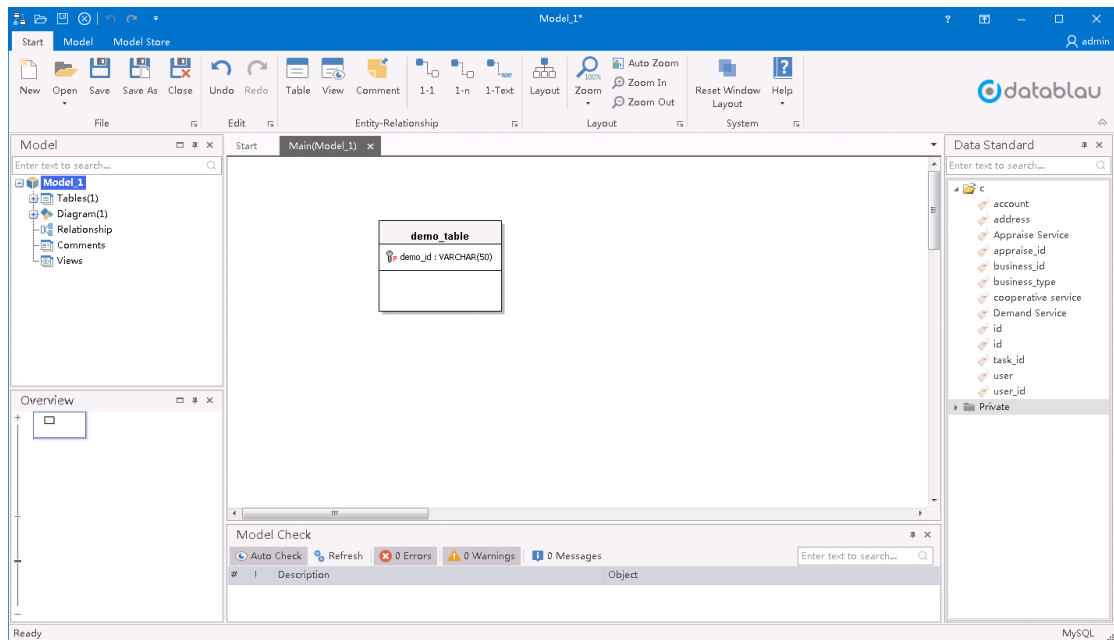 Model_1*
Start Model Model Store admin
New Open Save Save As Close Undo Redo Table View Comment 1-1 1-n 1-Text Layout Zoom Auto Zoom Zoom In Zoom Out Reset Window Layout Help
100%
TEXT
File Edit Entity-Relationship Layout System
datablau
Model
Enter text to search...
Model_1
Tables(1)
Diagram(1)
Relationship
Comments
Views
Overview
Start Main(Model_1)
demo_table
P demo_id : VARCHAR(50)
Model Check
Auto Check Refresh 0 Errors 0 Warnings 0 Messages Enter text to search...
# ! Description Object
Data Standard
Enter text to search...
c
account
address
Appraise Service
appraise_id
business_id
business_type
cooperative service
Demand Service
id
id
task_id
user
user_id
Private
Ready MySQL